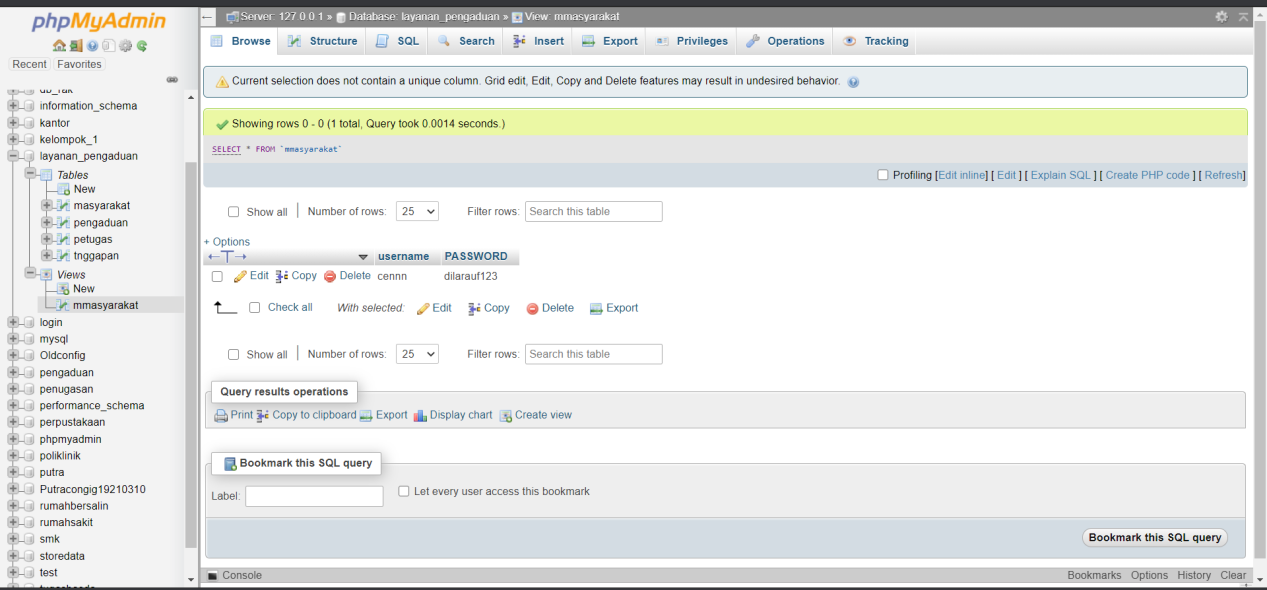 phpMyAdmin
Recent Favorites
db_rak
information_schema
kantor
kelompok_1
layanan_pengaduan
Tables
New
masyarakat
pengaduan
petugas
tnggapan
Views
New
mmasyarakat
login
mysql
Oldconfig
pengaduan
penugasan
performance_schema
perpustakaan
phpmyadmin
poliklinik
putra
Putracongig19210310
rumahbersalin
rumahsakit
smk
storedata
test
Server: 127.0.0.1 » Database: layanan_pengaduan » View: mmasyarakat
Browse Structure SQL Search Insert Export Privileges Operations Tracking
Current selection does not contain a unique column. Grid edit, Edit, Copy and Delete features may result in undesired behavior.
Showing rows 0 - 0 (1 total, Query took 0.0014 seconds.)
SELECT * FROM `mmasyarakat`
Profiling [Edit inline] [ Edit ] [ Explain SQL ] [ Create PHP code ] [ Refresh]
Show all Number of rows: 25 Filter rows: Search this table
+ Options
←T→ username PASSWORD
Edit Copy Delete cennn dilarauf123
Check all With selected: Edit Copy Delete Export
Show all Number of rows: 25 Filter rows: Search this table
Query results operations
Print Copy to clipboard Export Display chart Create view
Bookmark this SQL query
Label: Let every user access this bookmark
Bookmark this SQL query
Console Bookmarks Options History Clear